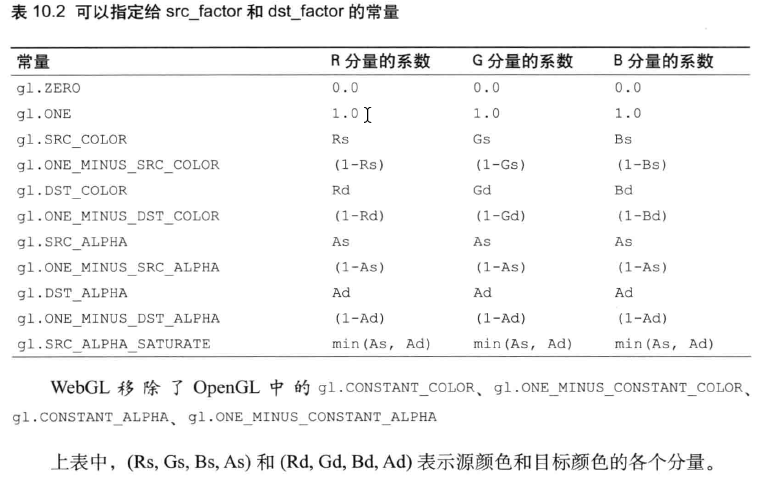 表 10.2 可以指定给 src_factor 和 dst_factor 的常量
常量 R 分量的系数 G 分量的系数 B 分量的系数
gl.ZERO 0.0 0.0 0.0
gl.ONE 1.0 1.0 1.0
gl.SRC_COLOR Rs Gs Bs
gl.ONE_MINUS_SRC_COLOR (1-Rs) (1-Gs) (1-Bs)
gl.DST_COLOR Rd Gd Bd
gl.ONE_MINUS_DST_COLOR (1-Rd) (1-Gd) (1-Bd)
gl.SRC_ALPHA As As As
gl.ONE_MINUS_SRC_ALPHA (1-As) (1-As) (1-As)
gl.DST_ALPHA Ad Ad Ad
gl.ONE_MINUS_DST_ALPHA (1-Ad) (1-Ad) (1-Ad)
gl.SRC_ALPHA_SATURATE min(As, Ad) min(As, Ad) min(As, Ad)
WebGL 移除了 OpenGL 中的 gl.CONSTANT_COLOR、gl.ONE_MINUS_CONSTANT_COLOR、
gl.CONSTANT_ALPHA、gl.ONE_MINUS_CONSTANT_ALPHA
上表中，(Rs, Gs, Bs, As) 和 (Rd, Gd, Bd, Ad) 表示源颜色和目标颜色的各个分量。